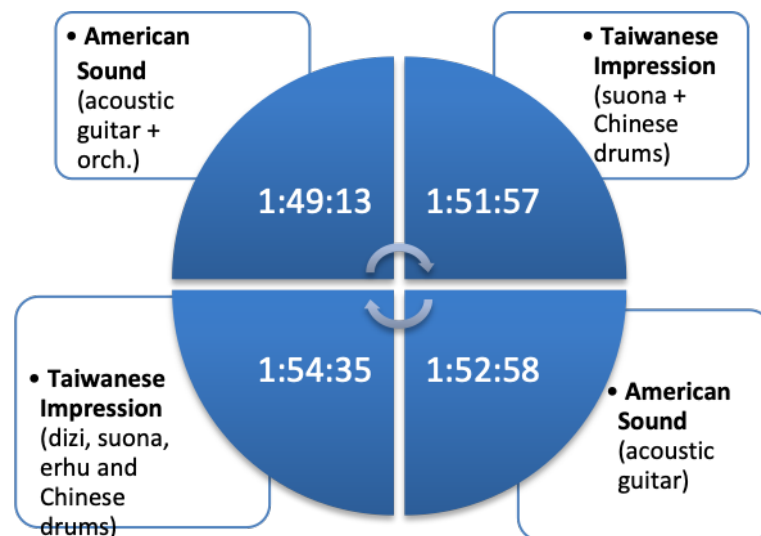 • American
Sound
(acoustic
guitar +
orch.)
• Taiwanese
Impression
(suona +
Chinese
drums)
1:49:13
1:51:57
1:54:35
1:52:58
• Taiwanese
Impression
(dizi, suona,
erhu and
Chinese
drums)
• American
Sound
(acoustic
guitar)